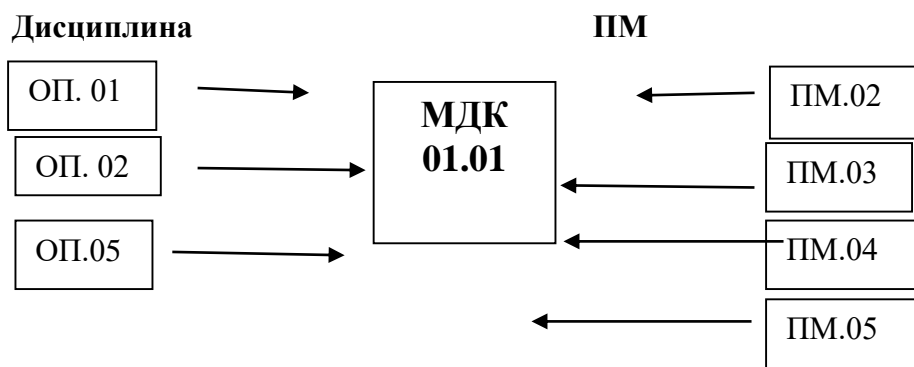 Дисциплина ПМ
ОП. 01
ОП. 02
ОП.05
МДК
01.01
ПМ.02
ПМ.03
ПМ.04
ПМ.05